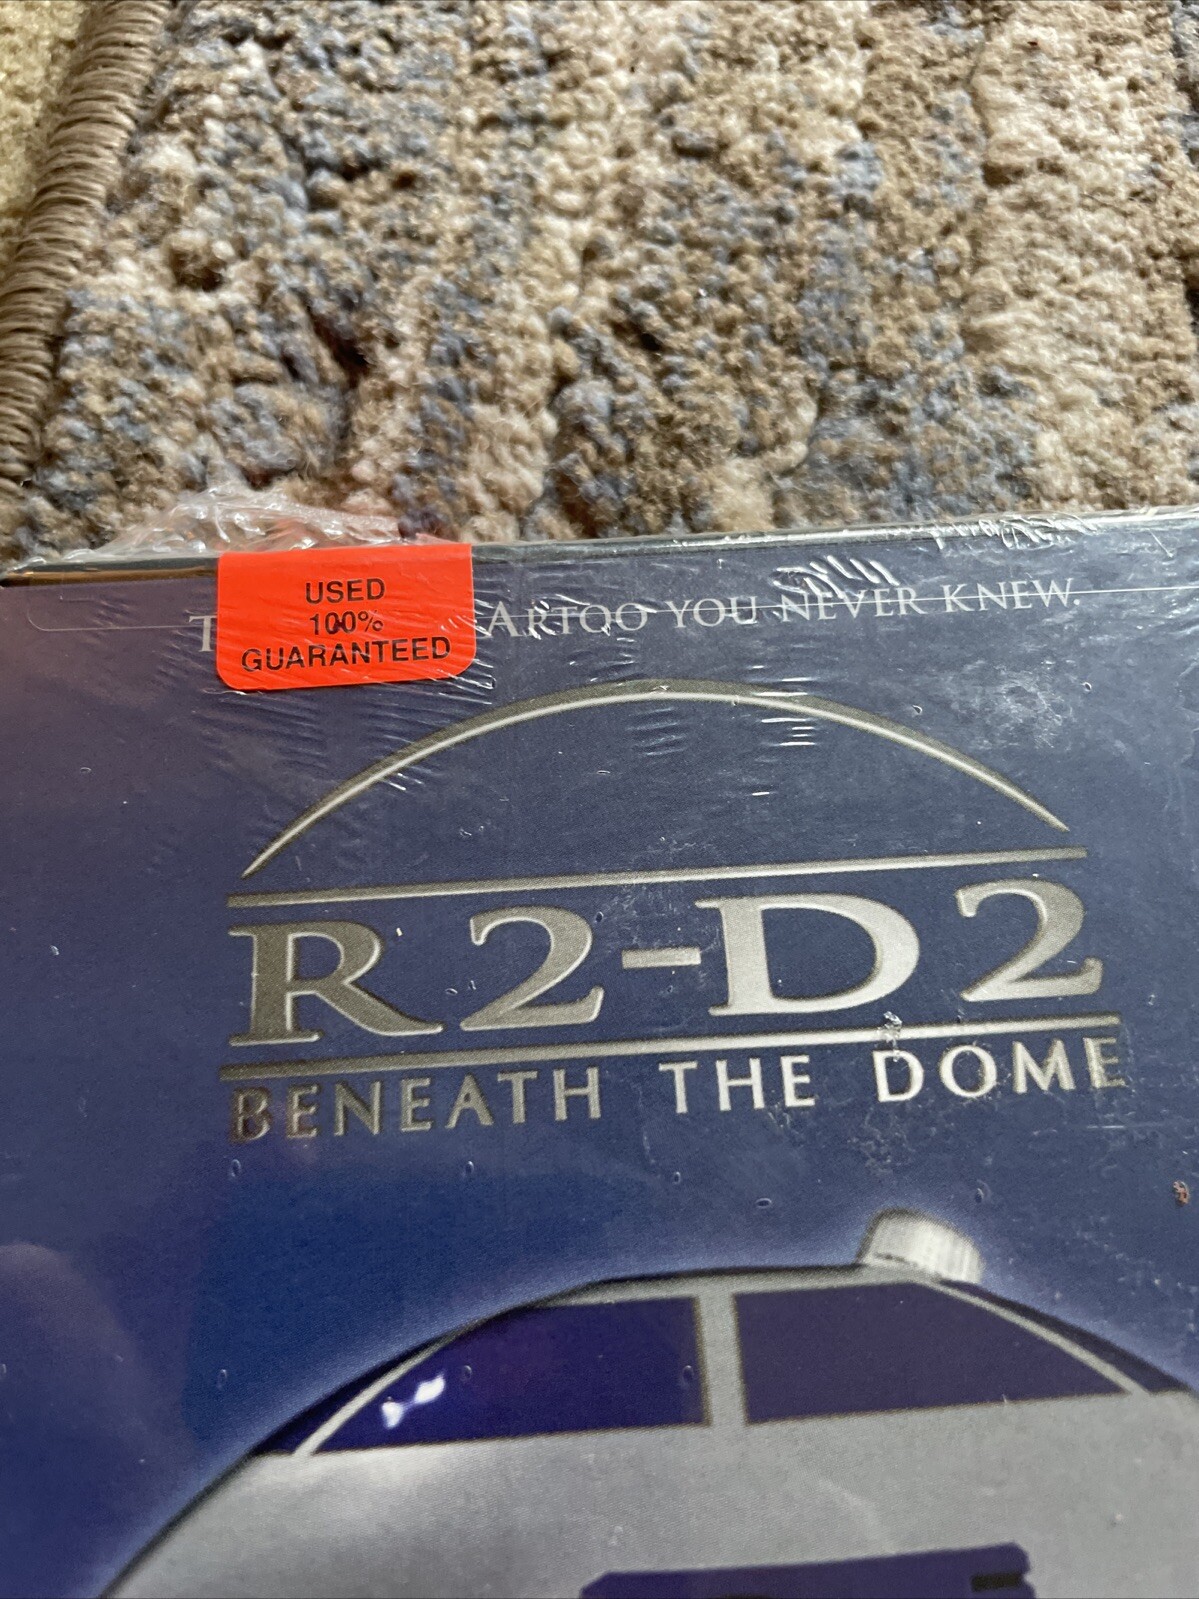 USED
100%
GUARANTEED
ARTOO YOU NEVER KNEW.
R2-D2
BENEATH THE DOME